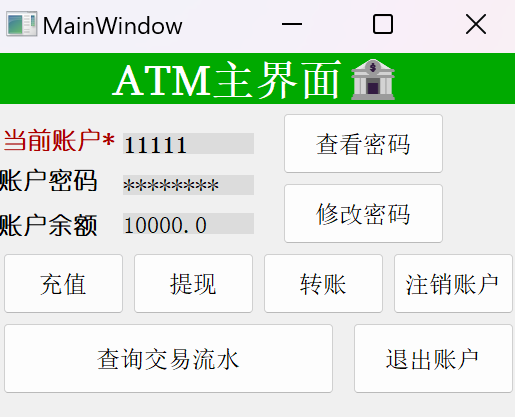 MainWindow
ATM主界面🏦
当前账户* 11111
查看密码
账户密码 ********
修改密码
账户余额 10000.0
充值 提现 转账 注销账户
查询交易流水 退出账户